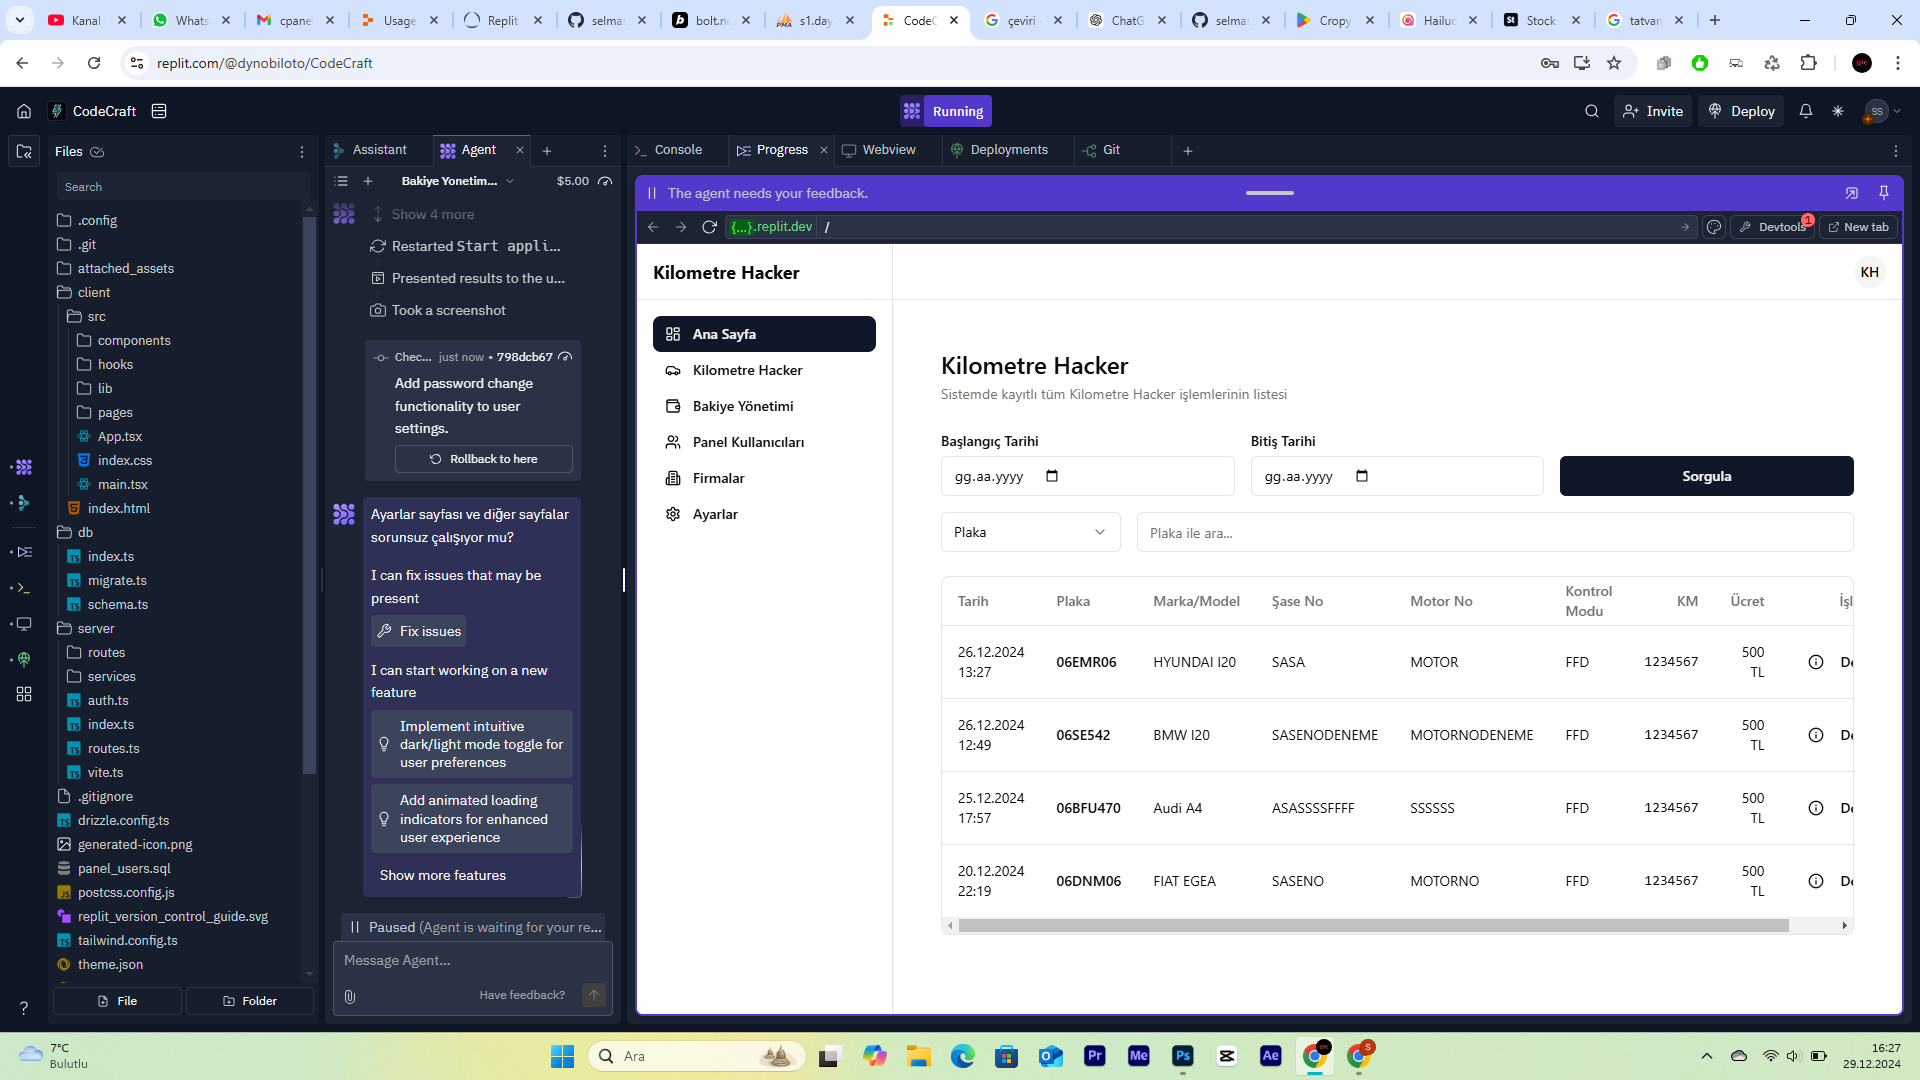 Kanal
Whats
cpane
Usage
Replit
selmas
bolt.ne
s1.day
CodeC
çeviri
ChatG
selmas
Cropy
Hailuo
Stock
tatvan
replit.com/@dynobiloto/CodeCraft
CodeCraft
Running
Invite
Deploy
SS
Files
Search
.config
.git
attached_assets
client
src
components
hooks
lib
pages
App.tsx
index.css
main.tsx
index.html
db
index.ts
migrate.ts
schema.ts
server
routes
services
auth.ts
index.ts
routes.ts
vite.ts
.gitignore
drizzle.config.ts
generated-icon.png
panel_users.sql
postcss.config.js
replit_version_control_guide.svg
tailwind.config.ts
theme.json
File
Folder
Assistant
Agent
Bakiye Yonetim...
$5.00
Show 4 more
Restarted Start appli...
Presented results to the u...
Took a screenshot
Chec... just now • 798dcb67
Add password change
functionality to user
settings.
Rollback to here
Ayarlar sayfası ve diğer sayfalar
sorunsuz çalışıyor mu?
I can fix issues that may be
present
Fix issues
I can start working on a new
feature
Implement intuitive
dark/light mode toggle for
user preferences
Add animated loading
indicators for enhanced
user experience
Show more features
Paused (Agent is waiting for your re...
Message Agent...
Have feedback?
Console
Progress
Webview
Deployments
Git
The agent needs your feedback.
{...}.replit.dev /
Devtools
1
New tab
Kilometre Hacker
KH
Ana Sayfa
Kilometre Hacker
Bakiye Yönetimi
Panel Kullanıcıları
Firmalar
Ayarlar
Kilometre Hacker
Sistemde kayıtlı tüm Kilometre Hacker işlemlerinin listesi
Başlangıç Tarihi
Bitiş Tarihi
gg.aa.yyyy
gg.aa.yyyy
Sorgula
Plaka
Plaka ile ara...
Tarih Plaka Marka/Model Şase No Motor No Kontrol Modu KM Ücret İşl
26.12.2024 13:27 06EMR06 HYUNDAI I20 SASA MOTOR FFD 1234567 500 TL De
26.12.2024 12:49 06SE542 BMW I20 SASENODENEME MOTORNODENEME FFD 1234567 500 TL De
25.12.2024 17:57 06BFU470 Audi A4 ASASSSSFFFF SSSSSS FFD 1234567 500 TL De
20.12.2024 22:19 06DNM06 FIAT EGEA SASENO MOTORNO FFD 1234567 500 TL De
7°C
Bulutlu
Ara
Pr
Me
Ps
Ae
S
16:27
29.12.2024